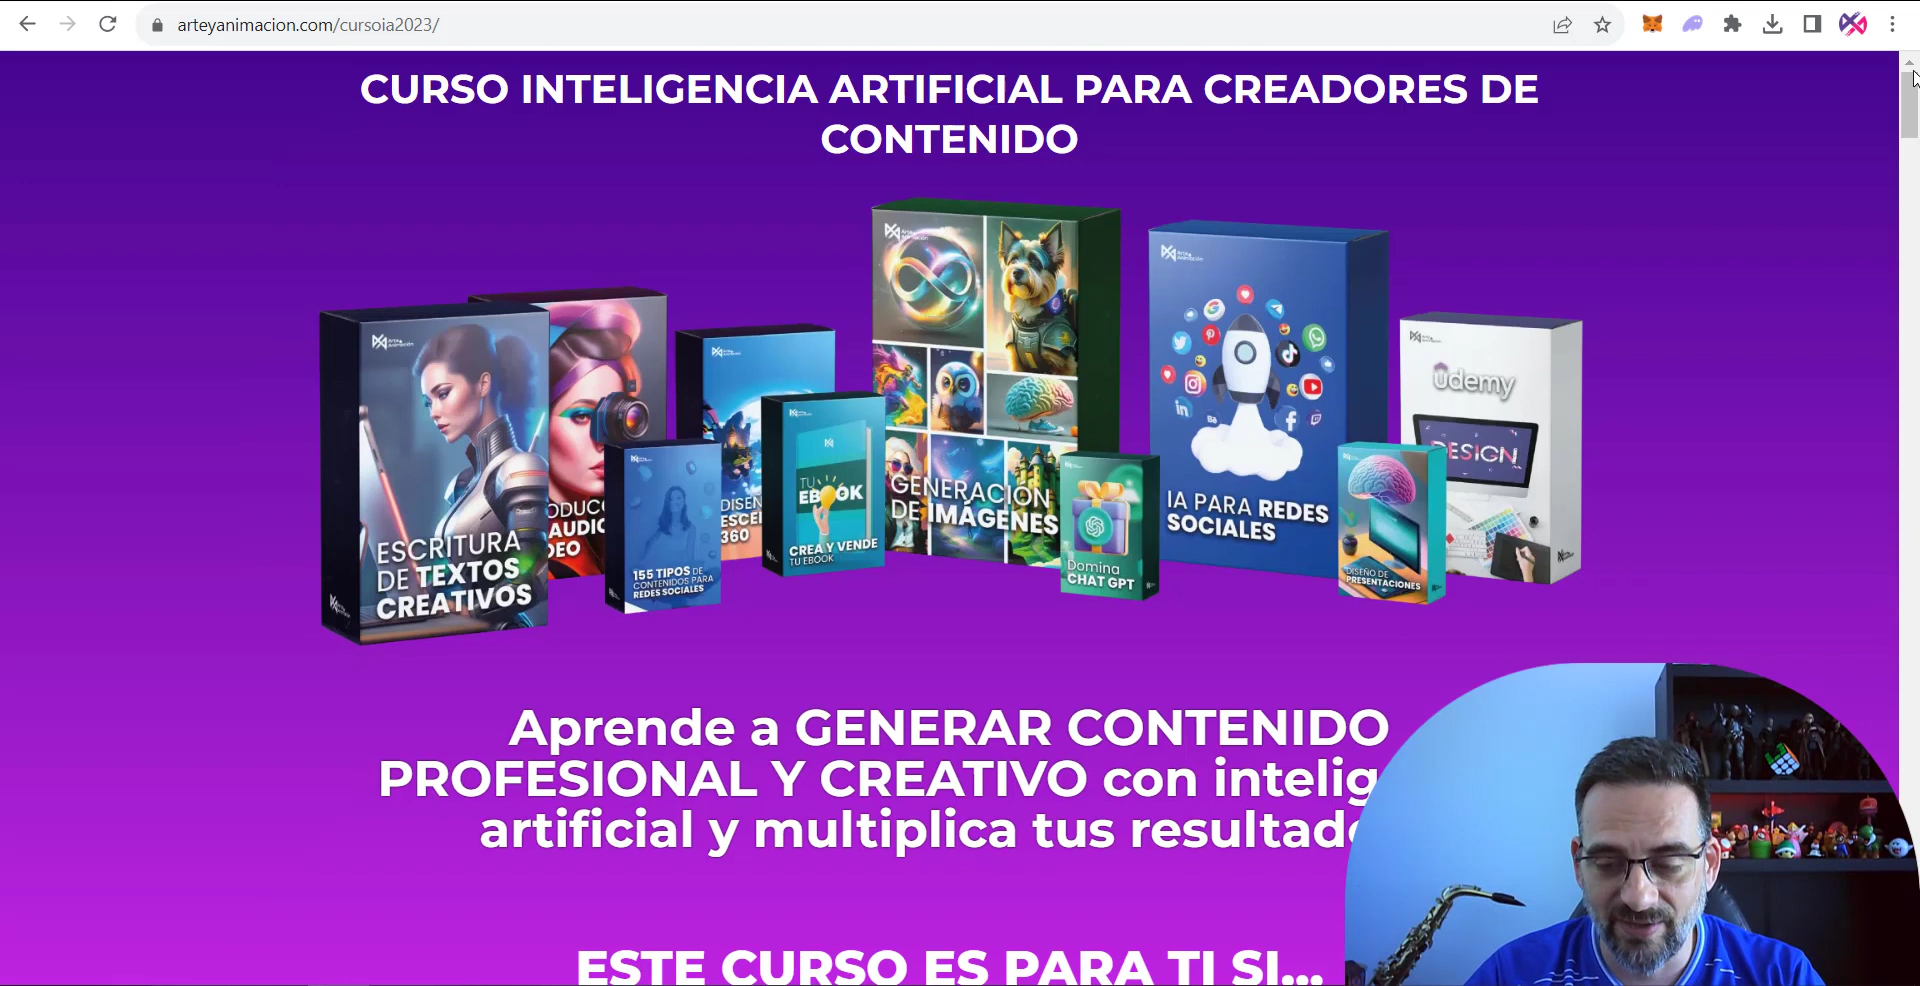 arteyanimacion.com/cursoia2023/
CURSO INTELIGENCIA ARTIFICIAL PARA CREADORES DE
CONTENIDO
ESCRITURA
DE TEXTOS
CREATIVOS
155 TIPOS DE
CONTENIDOS PARA
REDES SOCIALES
360
TU
EBOOK
CREA Y VENDE
TU EBOOK
GENERACIÓN
DE IMÁGENES
Domina
CHAT GPT
IA PARA REDES
SOCIALES
DISEÑO DE
PRESENTACIONES
udemy
ESIGN
Aprende a GENERAR CONTENIDO
PROFESIONAL Y CREATIVO con intelig
artificial y multiplica tus resultado
ESTE CURSO ES PARA TI SI...